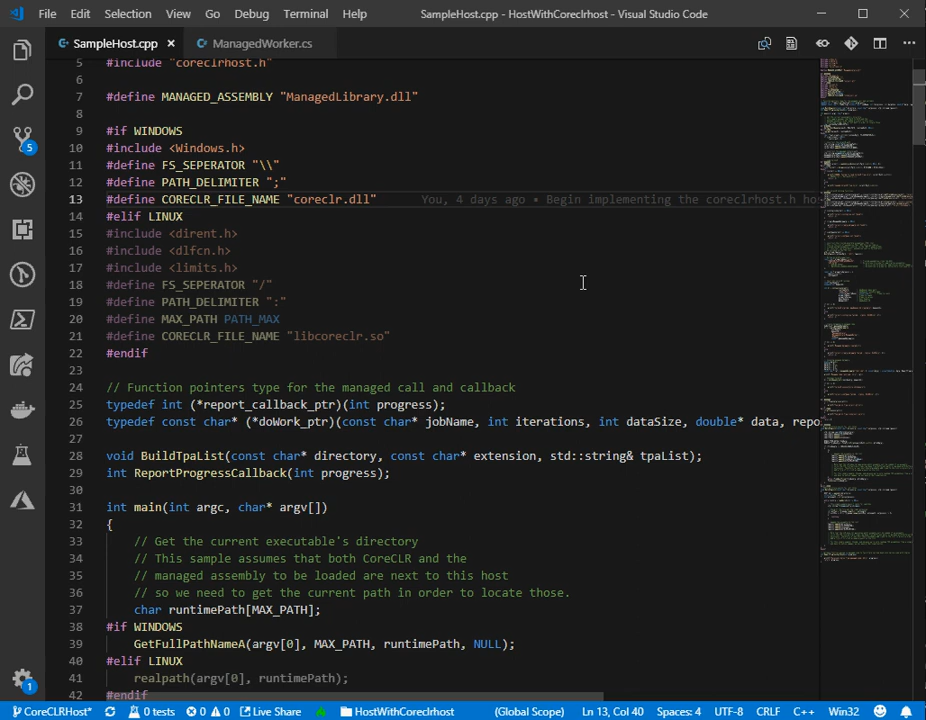 File Edit Selection View Go Debug Terminal Help SampleHost.cpp - HostWithCoreclrhost - Visual Studio Code
SampleHost.cpp ManagedWorker.cs
5 #include "coreclrhost.h"
6
7 #define MANAGED_ASSEMBLY "ManagedLibrary.dll"
8
9 #if WINDOWS
10 #include <Windows.h>
11 #define FS_SEPERATOR "\\"
12 #define PATH_DELIMITER ";"
13 #define CORECLR_FILE_NAME "coreclr.dll" You, 4 days ago • Begin implementing the coreclrhost.h ho
14 #elif LINUX
15 #include <dirent.h>
16 #include <dlfcn.h>
17 #include <limits.h>
18 #define FS_SEPERATOR "/"
19 #define PATH_DELIMITER ":"
20 #define MAX_PATH PATH_MAX
21 #define CORECLR_FILE_NAME "libcoreclr.so"
22 #endif
23
24 // Function pointers type for the managed call and callback
25 typedef int (*report_callback_ptr)(int progress);
26 typedef const char* (*doWork_ptr)(const char* jobName, int iterations, int dataSize, double* data, repo
27
28 void BuildTpaList(const char* directory, const char* extension, std::string& tpaList);
29 int ReportProgressCallback(int progress);
30
31 int main(int argc, char* argv[])
32 {
33 // Get the current executable's directory
34 // This sample assumes that both CoreCLR and the
35 // managed assembly to be loaded are next to this host
36 // so we need to get the current path in order to locate those.
37 char runtimePath[MAX_PATH];
38 #if WINDOWS
39 GetFullPathNameA(argv[0], MAX_PATH, runtimePath, NULL);
40 #elif LINUX
41 realpath(argv[0], runtimePath);
42 #endif
5
1
CoreCLRHost* 0 tests 0 0 Live Share HostWithCoreclrhost (Global Scope) Ln 13, Col 40 Spaces: 4 UTF-8 CRLF C++ Win32